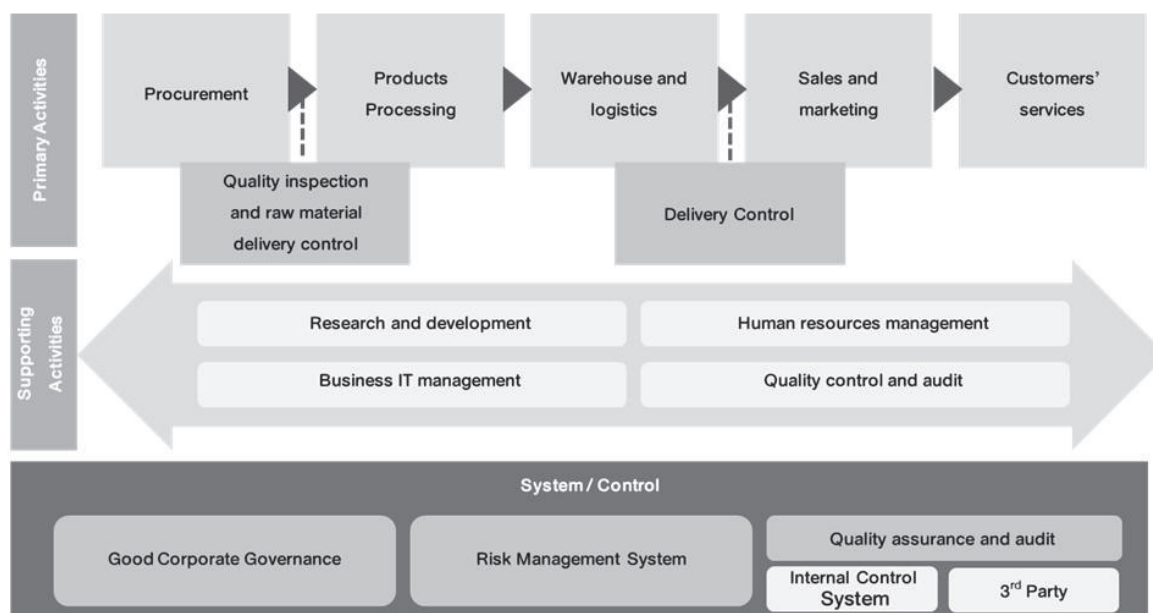 Primary Activities
Procurement
Products
Processing
Warehouse and
logistics
Sales and
marketing
Customers’
services
Quality inspection
and raw material
delivery control
Delivery Control
Supporting
Activities
Research and development
Human resources management
Business IT management
Quality control and audit
System / Control
Good Corporate Governance
Risk Management System
Quality assurance and audit
Internal Control
System
3rd Party